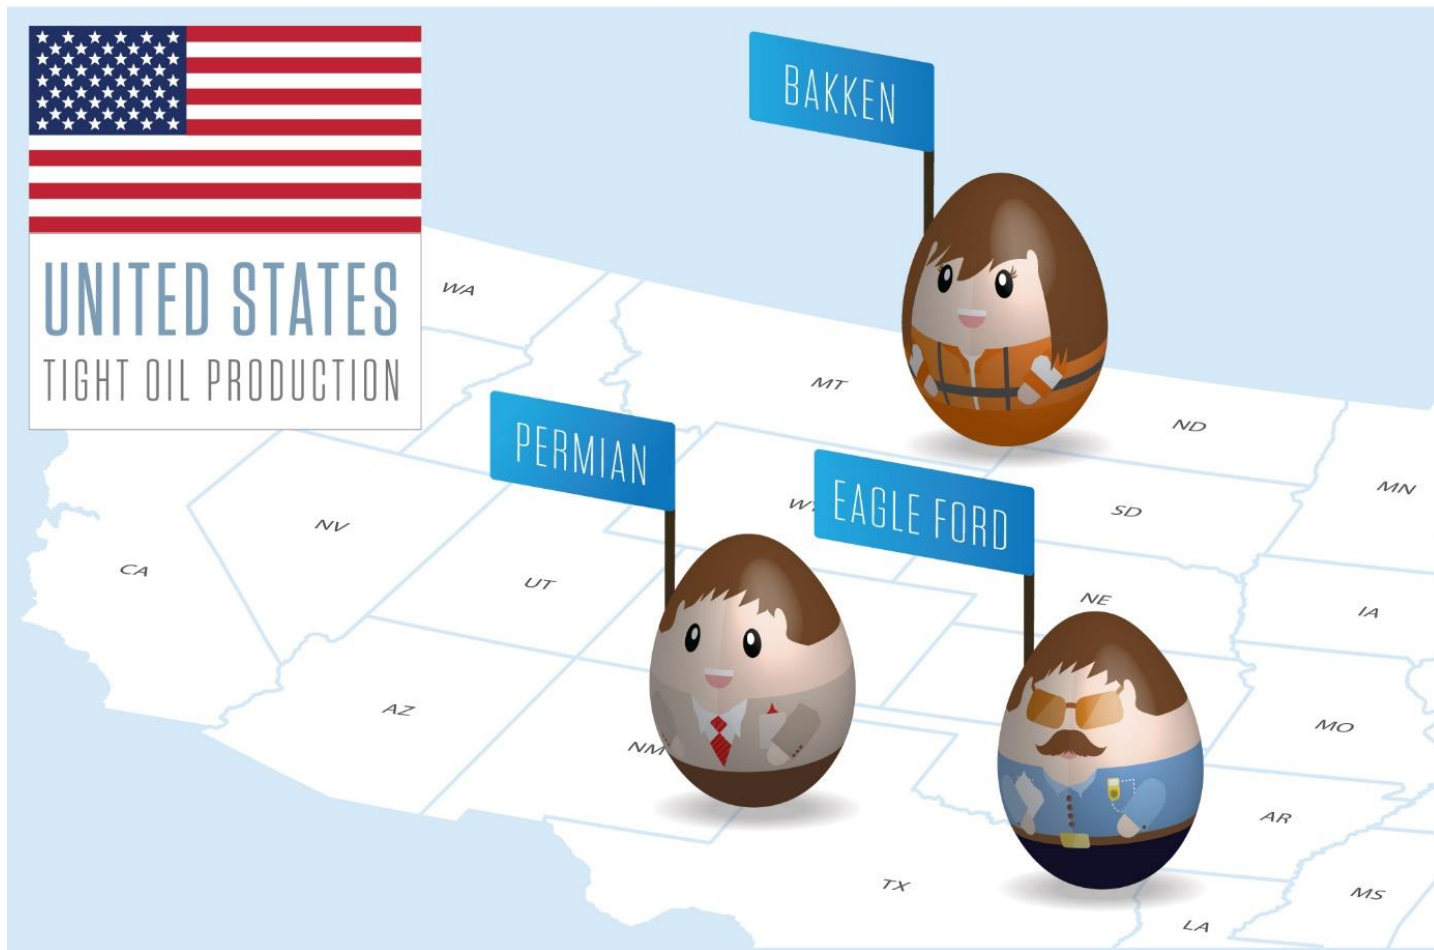 UNITED STATES
TIGHT OIL PRODUCTION
BAKKEN
PERMIAN
EAGLE FORD
WA
MT
ND
MN
WY
SD
NV
CA
UT
NE
IA
AZ
NM
MO
AR
TX
MS
LA